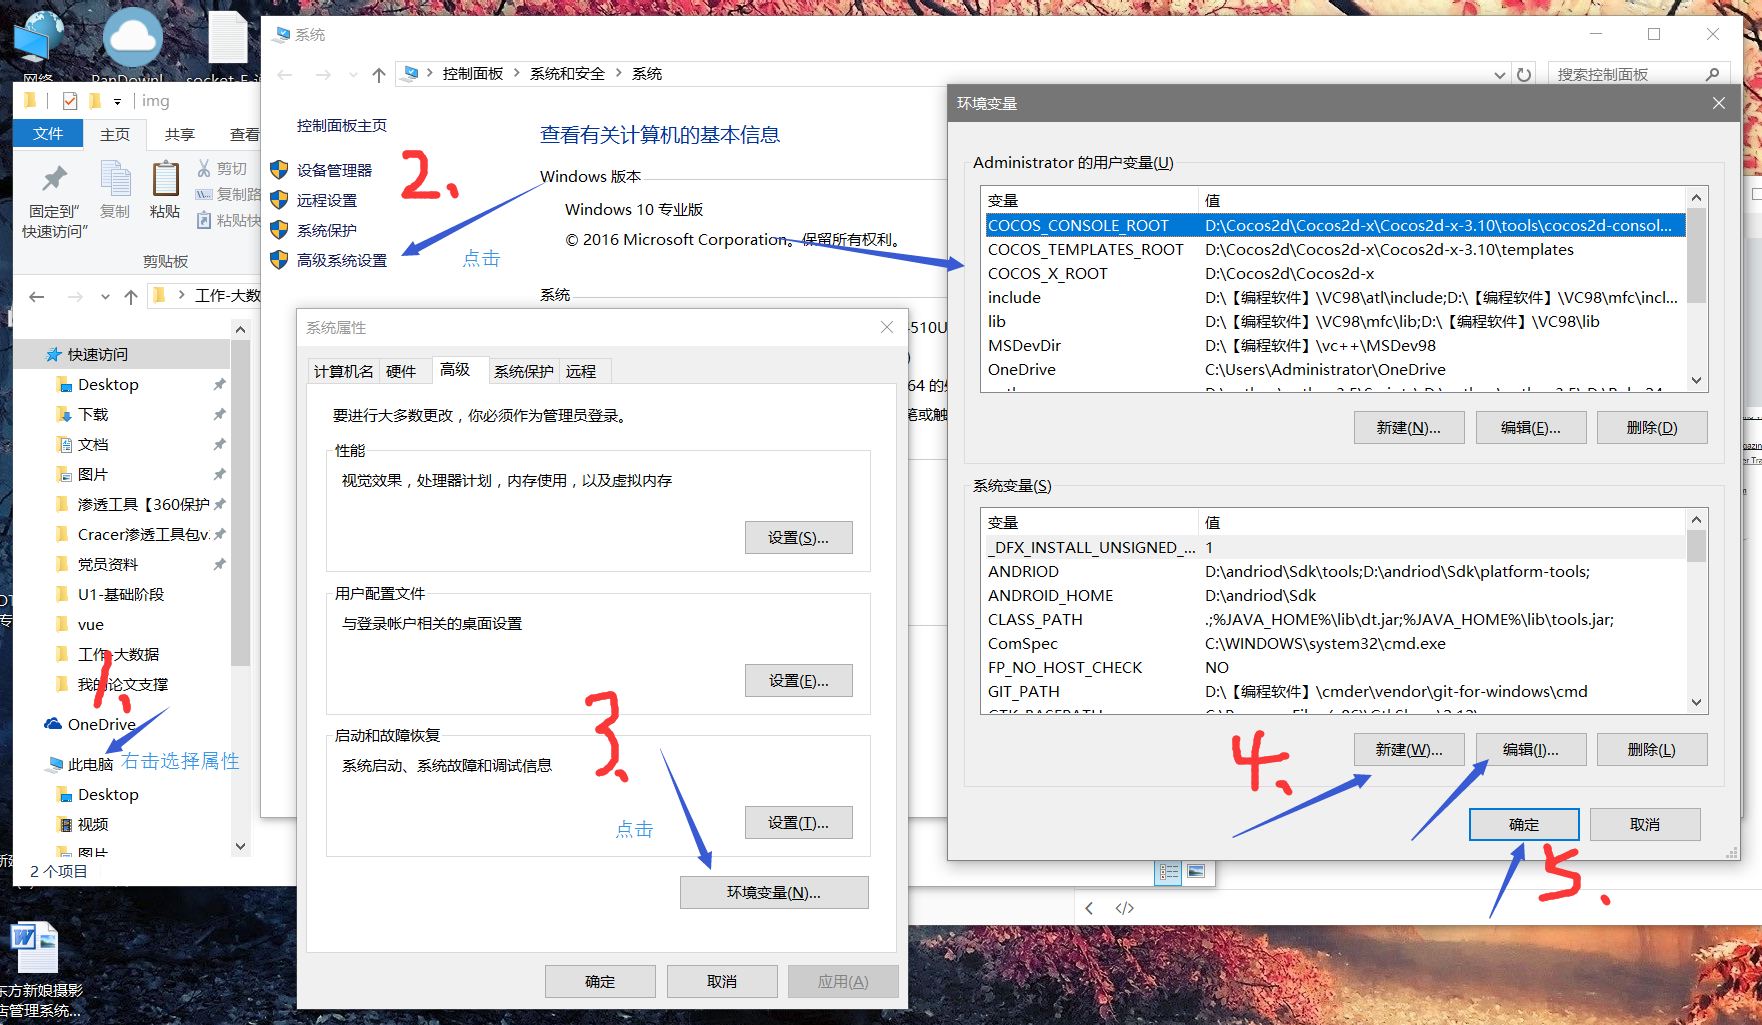 网络
PanDownl
系统
控制面板
系统和安全
系统
搜索控制面板
img
文件
主页
共享
查看
剪切
固定到“
快速访问”
复制
粘贴
剪贴板
工作-大数
快速访问
Desktop
下载
文档
图片
渗透工具【360保护
Cracer渗透工具包v.
党员资料
U1-基础阶段
vue
工作-大数据
我的论文支撑
1、
OneDrive
此电脑
右击选择属性
Desktop
视频
图片
2 个项目
东方新娘摄影
店管理系统...
控制面板主页
设备管理器
远程设置
系统保护
高级系统设置
2、
点击
查看有关计算机的基本信息
Windows 版本
Windows 10 专业版
© 2016 Microsoft Corporation。保留所有权利。
系统
系统属性
计算机名
硬件
高级
系统保护
远程
要进行大多数更改，你必须作为管理员登录。
性能
视觉效果，处理器计划，内存使用，以及虚拟内存
设置(S)...
用户配置文件
与登录帐户相关的桌面设置
设置(E)...
启动和故障恢复
系统启动、系统故障和调试信息
设置(T)...
3、
点击
环境变量(N)...
确定
取消
应用(A)
环境变量
Administrator 的用户变量(U)
变量 值
COCOS_CONSOLE_ROOT D:\Cocos2d\Cocos2d-x\Cocos2d-x-3.10\tools\cocos2d-consol...
COCOS_TEMPLATES_ROOT D:\Cocos2d\Cocos2d-x\Cocos2d-x-3.10\templates
COCOS_X_ROOT D:\Cocos2d\Cocos2d-x
include D:\【编程软件】\VC98\atl\include;D:\【编程软件】\VC98\mfc\incl...
lib D:\【编程软件】\VC98\mfc\lib;D:\【编程软件】\VC98\lib
MSDevDir D:\【编程软件】\vc++\MSDev98
OneDrive C:\Users\Administrator\OneDrive
新建(N)...
编辑(E)...
删除(D)
系统变量(S)
变量 值
_DFX_INSTALL_UNSIGNED_... 1
ANDRIOD D:\andriod\Sdk\tools;D:\andriod\Sdk\platform-tools;
ANDROID_HOME D:\andriod\Sdk
CLASS_PATH .;%JAVA_HOME%\lib\dt.jar;%JAVA_HOME%\lib\tools.jar;
ComSpec C:\WINDOWS\system32\cmd.exe
FP_NO_HOST_CHECK NO
GIT_PATH D:\【编程软件】\cmder\vendor\git-for-windows\cmd
新建(W)...
编辑(I)...
删除(L)
4、
确定
取消
5、